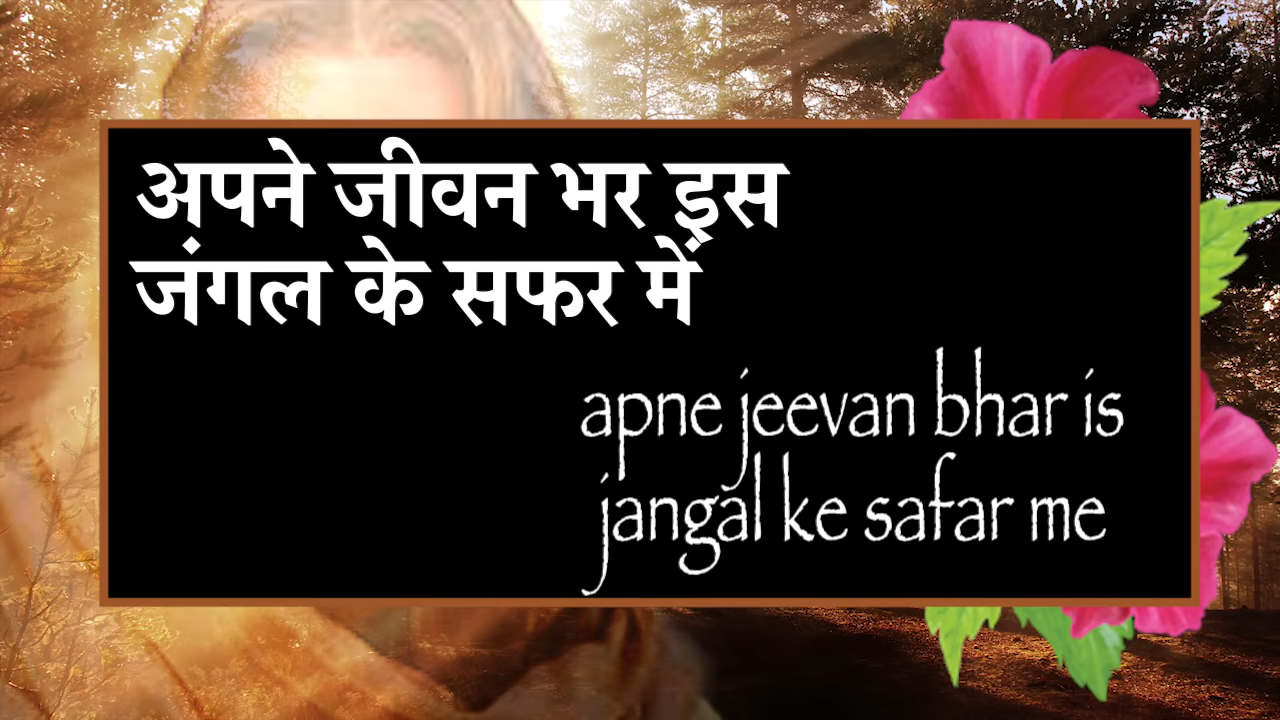 अपने जीवन भर इस
जंगल के सफर में
apne jeevan bhar is
jangal ke safar me